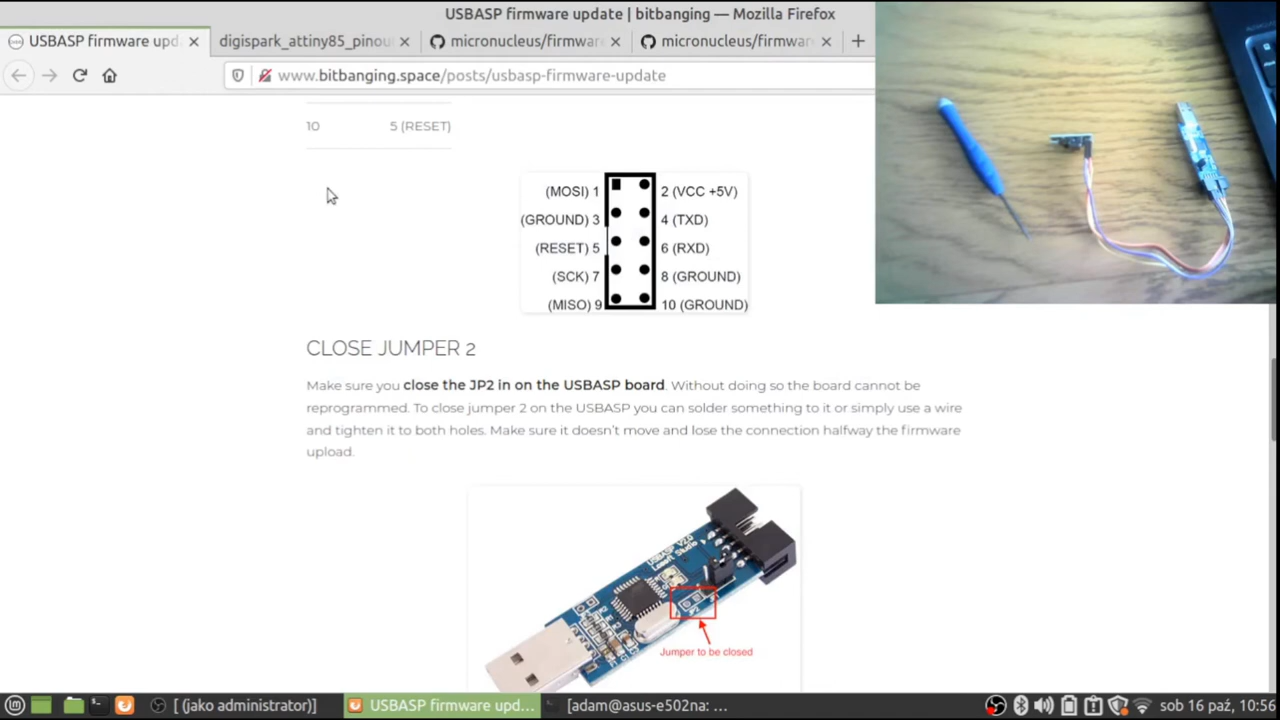 USBASP firmware update | bitbanging — Mozilla Firefox
USBASP firmware upd
digispark_attiny85_pinou
micronucleus/firmwar
micronucleus/firmwar
www.bitbanging.space/posts/usbasp-firmware-update
10 5 (RESET)
(MOSI) 1 2 (VCC +5V)
(GROUND) 3 4 (TXD)
(RESET) 5 6 (RXD)
(SCK) 7 8 (GROUND)
(MISO) 9 10 (GROUND)
CLOSE JUMPER 2
Make sure you close the JP2 in on the USBASP board. Without doing so the board cannot be
reprogrammed. To close jumper 2 on the USBASP you can solder something to it or simply use a wire
and tighten it to both holes. Make sure it doesn't move and lose the connection halfway the firmware
upload.
USBASP V2.0
Jumper to be closed
[ (jako administrator)]
USBASP firmware upd...
[adam@asus-e502na: ...
sob 16 paź, 10:56